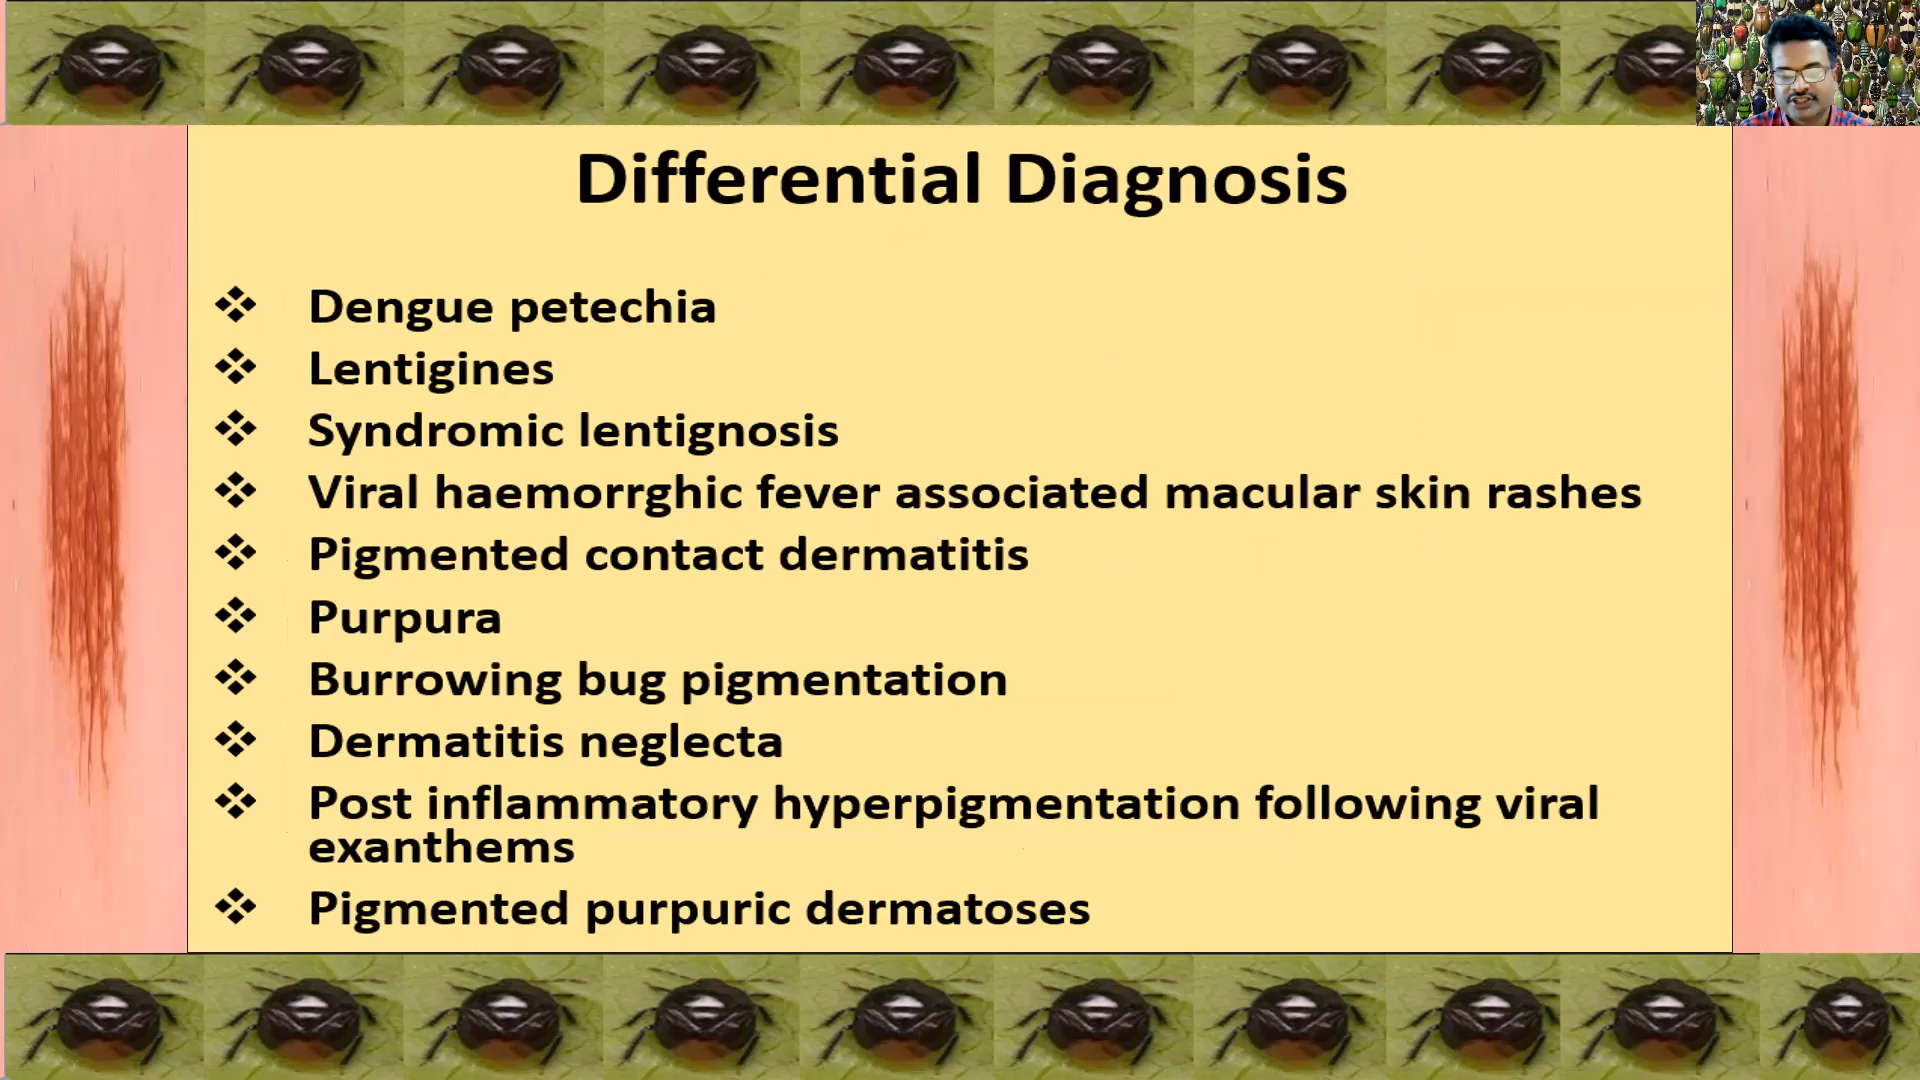 Differential Diagnosis
Dengue petechia
Lentigines
Syndromic lentignosis
Viral haemorrghic fever associated macular skin rashes
Pigmented contact dermatitis
Purpura
Burrowing bug pigmentation
Dermatitis neglecta
Post inflammatory hyperpigmentation following viral
exanthems
Pigmented purpuric dermatoses